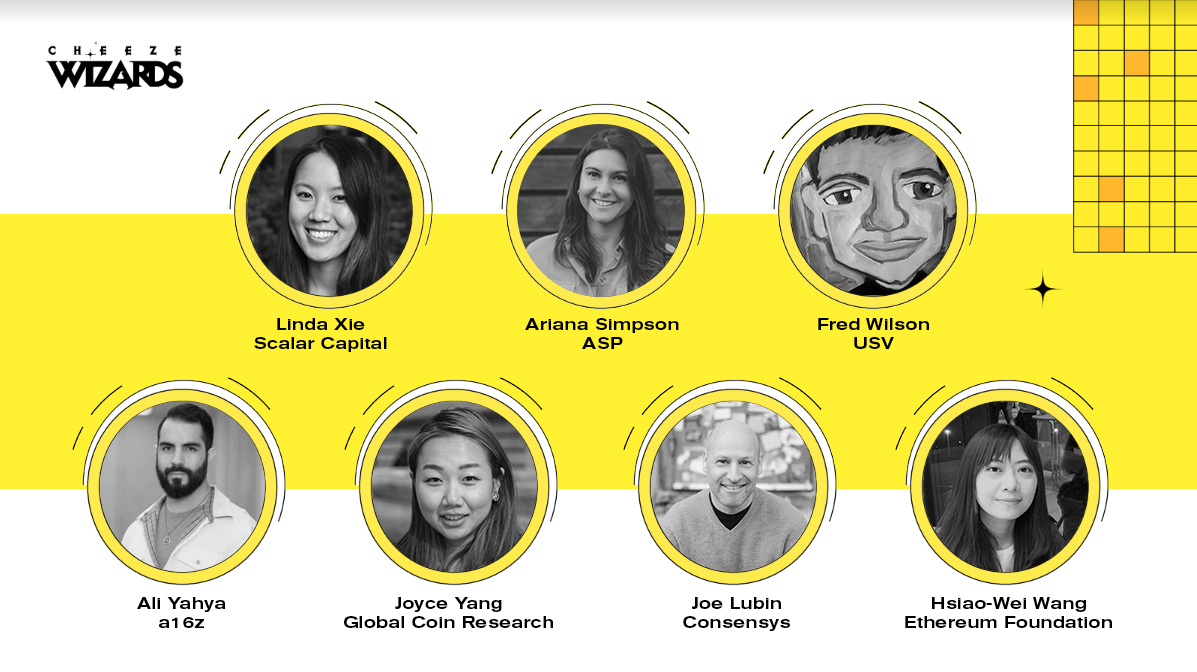 CHEEZE
WIZARDS
Linda Xie
Scalar Capital
Ariana Simpson
ASP
Fred Wilson
USV
Ali Yahya
a16z
Joyce Yang
Global Coin Research
Joe Lubin
Consensys
Hsiao-Wei Wang
Ethereum Foundation